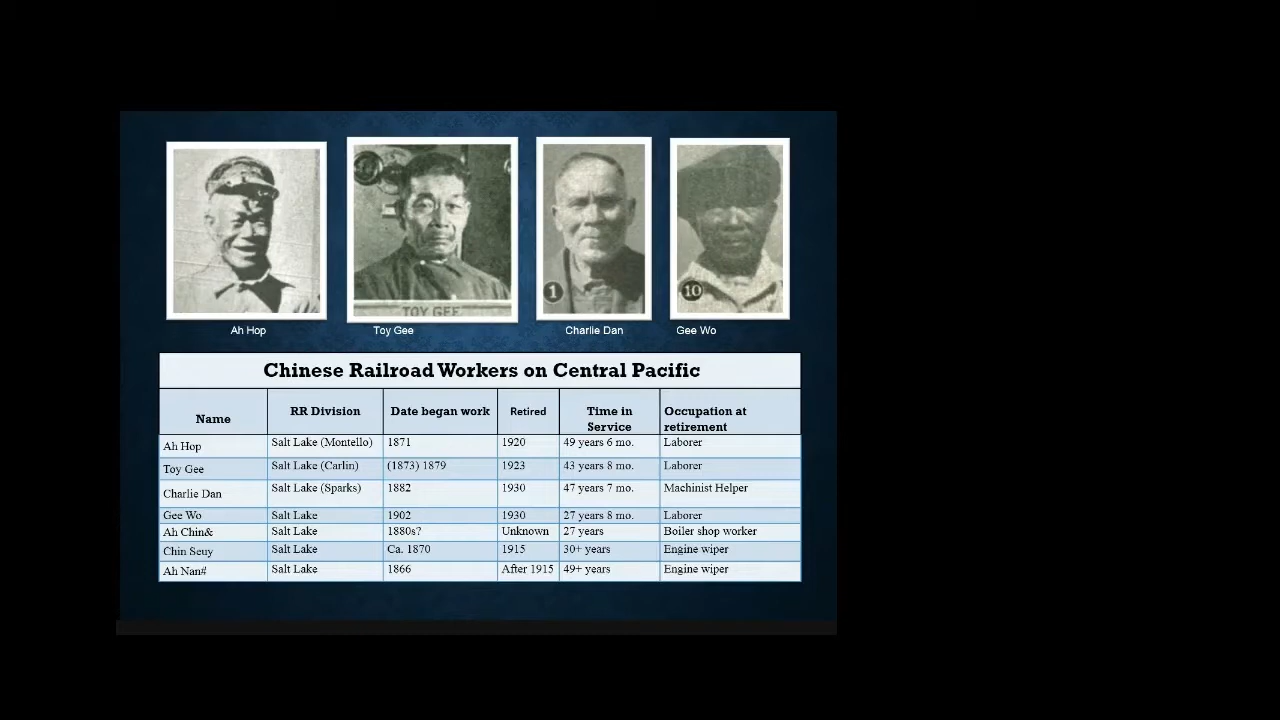 TOY GEE
1
10
Ah Hop
Toy Gee
Charlie Dan
Gee Wo
Chinese Railroad Workers on Central Pacific
Name RR Division Date began work Retired Time in Service Occupation at retirement
Ah Hop Salt Lake (Montello) 1871 1920 49 years 6 mo. Laborer
Toy Gee Salt Lake (Carlin) (1873) 1879 1923 43 years 8 mo. Laborer
Charlie Dan Salt Lake (Sparks) 1882 1930 47 years 7 mo. Machinist Helper
Gee Wo Salt Lake 1902 1930 27 years 8 mo. Laborer
Ah Chin& Salt Lake 1880s? Unknown 27 years Boiler shop worker
Chin Seuy Salt Lake Ca. 1870 1915 30+ years Engine wiper
Ah Nan# Salt Lake 1866 After 1915 49+ years Engine wiper